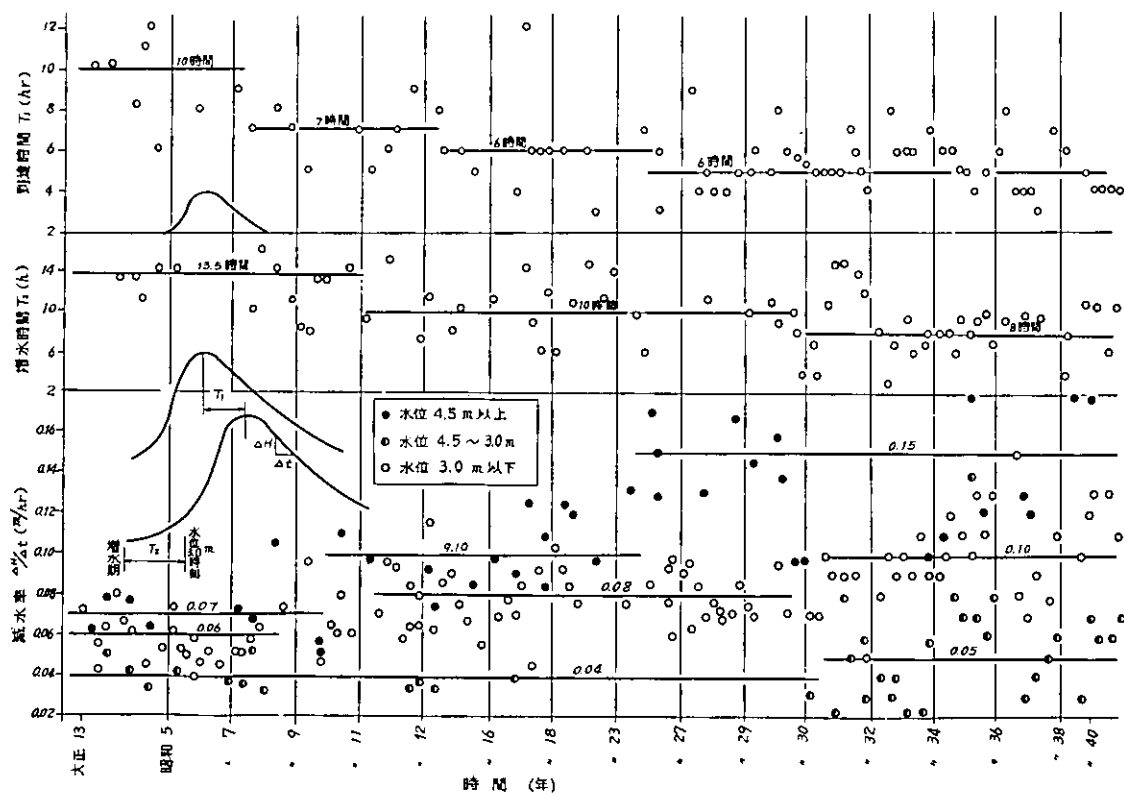 到達時間 T₁ (hr)
12
10
8
6
4
2
10時間
7時間
6時間
6時間
増水時間 T₂ (h)
14
10
6
2
13.5時間
10時間
8時間
減水率 ΔH/Δt (m/hr)
0.16
0.14
0.12
0.10
0.08
0.06
0.04
0.02
T₁
ΔH
Δt
T₂
● 水位 4.5 m 以上
◐ 水位 4.5 ~ 3.0 m
○ 水位 3.0 m 以下
0.15
0.10
0.10
0.08
0.07
0.06
0.05
0.04
大正 13 昭和 5 〃 7 〃 9 〃 11 〃 12 〃 16 〃 18 〃 23 〃 27 〃 29 〃 30 〃 32 〃 34 〃 36 〃 38 〃 40
時間 (年)